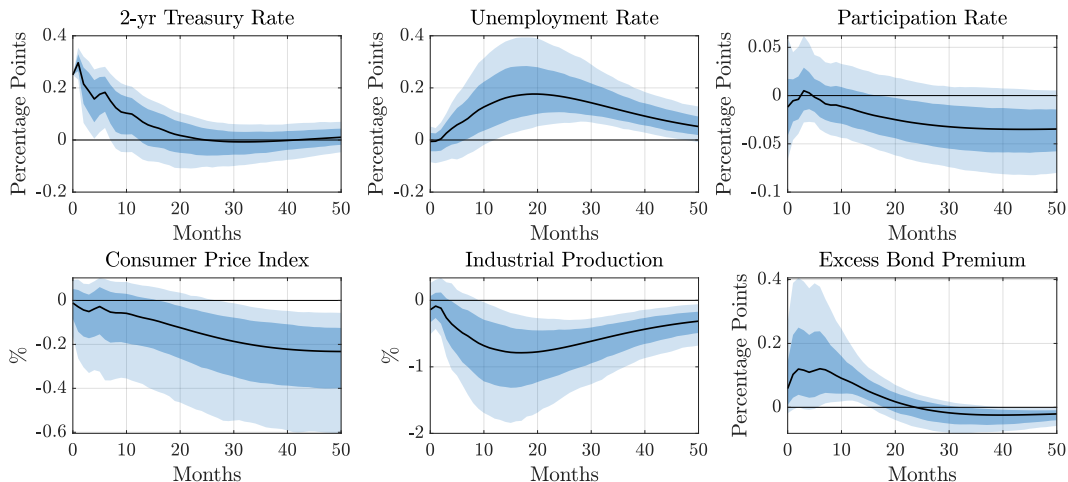 2-yr Treasury Rate
Unemployment Rate
Participation Rate
Percentage Points
0.4
0.2
0
-0.2
0 10 20 30 40 50
Months
Percentage Points
0.4
0.2
0
-0.2
0 10 20 30 40 50
Months
Percentage Points
0.05
0
-0.05
-0.1
0 10 20 30 40 50
Months
Consumer Price Index
Industrial Production
Excess Bond Premium
%
0
-0.2
-0.4
-0.6
0 10 20 30 40 50
Months
%
0
-1
-2
0 10 20 30 40 50
Months
Percentage Points
0.4
0.2
0
0 10 20 30 40 50
Months